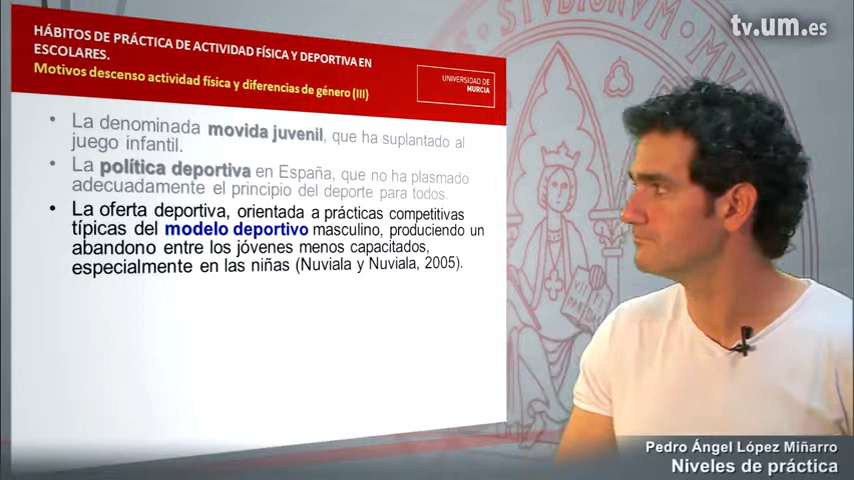 HÁBITOS DE PRÁCTICA DE ACTIVIDAD FÍSICA Y DEPORTIVA EN
ESCOLARES.
Motivos descenso actividad física y diferencias de género (III)
UNIVERSIDAD DE
MURCIA
• La denominada movida juvenil, que ha suplantado al
juego infantil.
• La política deportiva en España, que no ha plasmado
adecuadamente el principio del deporte para todos.
• La oferta deportiva, orientada a prácticas competitivas
típicas del modelo deportivo masculino, produciendo un
abandono entre los jóvenes menos capacitados,
especialmente en las niñas (Nuviala y Nuviala, 2005).
tv.um.es
Pedro Ángel López Miñarro
Niveles de práctica